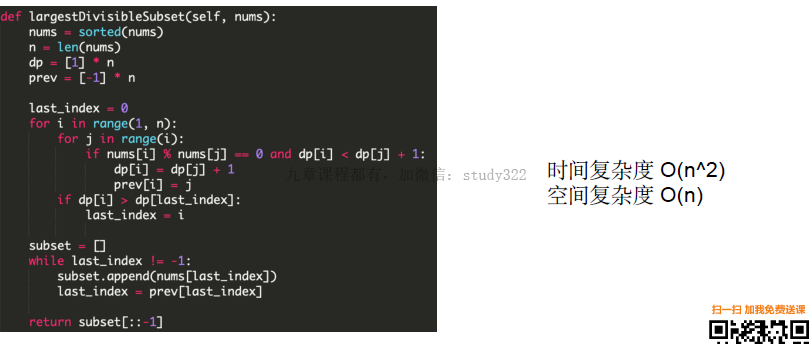 def largestDivisibleSubset(self, nums):
    nums = sorted(nums)
    n = len(nums)
    dp = [1] * n
    prev = [-1] * n
    last_index = 0
    for i in range(1, n):
        for j in range(i):
            if nums[i] % nums[j] == 0 and dp[i] < dp[j] + 1:
                dp[i] = dp[j] + 1
                prev[i] = j
        if dp[i] > dp[last_index]:
            last_index = i
    subset = []
    while last_index != -1:
        subset.append(nums[last_index])
        last_index = prev[last_index]
    return subset[::-1]
九章课程都有，加微信：study322
时间复杂度 O(n^2)
空间复杂度 O(n)
扫一扫 加我免费送课